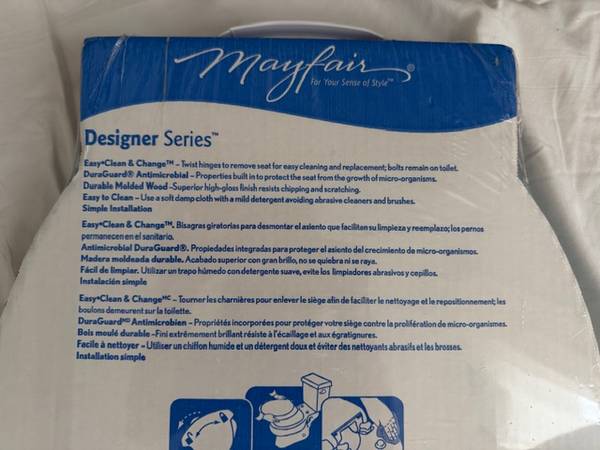 Mayfair®
For Your Sense of Style™
Designer Series™
Easy•Clean & Change™ – Twist hinges to remove seat for easy cleaning and replacement; bolts remain on toilet.
DuraGuard® Antimicrobial – Properties built in to protect the seat from the growth of micro-organisms.
Durable Molded Wood -Superior high-gloss finish resists chipping and scratching.
Easy to Clean – Use a soft damp cloth with a mild detergent avoiding abrasive cleaners and brushes.
Simple Installation
Easy•Clean & Change™. Bisagras giratorias para desmontar el asiento que facilitan su limpieza y reemplazo; los pernos
permanecen en el sanitario.
Antimicrobial DuraGuard®. Propiedades integradas para proteger el asiento del crecimiento de micro-organismos.
Madera moldeada durable. Acabado superior con gran brillo, no se quiebra ni se raya.
Fácil de limpiar. Utilizar un trapo húmedo con detergente suave, evite los limpiadores abrasivos y cepillos.
Instalación simple
Easy•Clean & Change MC – Tourner les charnières pour enlever le siège afin de faciliter le nettoyage et le repositionnement; les
boulons demeurent sur la toilette.
DuraGuard MD Antimicrobien – Propriétés incorporées pour protéger votre siège contre la prolifération de micro-organismes.
Bois moulé durable – Fini extrêmement brillant résiste à l'écaillage et aux égratignures.
Facile à nettoyer – Utiliser un chiffon humide et un détergent doux et éviter des nettoyants abrasifs et les brosses.
Installation simple